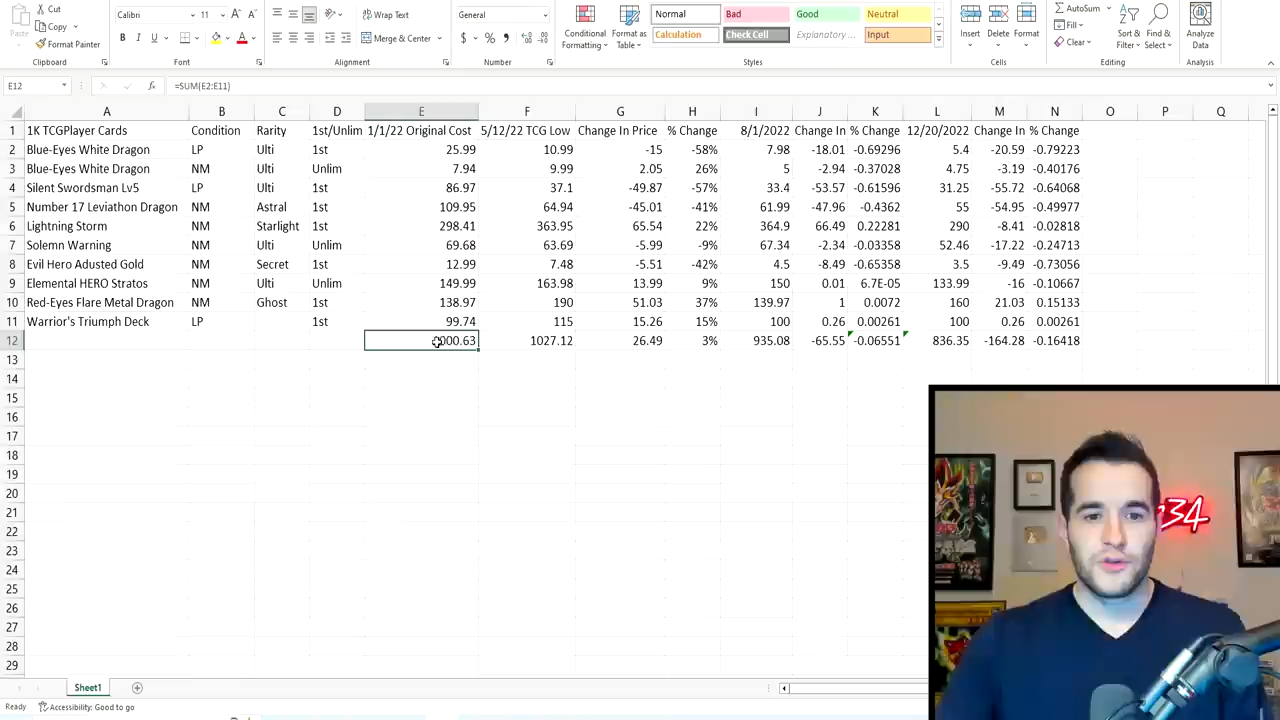 Cut
Copy
Format Painter
Paste
Clipboard
Calibri 11
B I U
Font
Wrap Text
Merge & Center
Alignment
General
$ % ,
Number
Conditional Formatting
Format as Table
Normal Bad Good Neutral
Calculation Check Cell Explanatory ... Input
Styles
Insert Delete Format
Cells
AutoSum
Fill
Clear
Sort & Filter
Find & Select
Editing
Analyze Data
Analysis
E12 fx =SUM(E2:E11)
A B C D E F G H I J K L M N O P Q
1 1K TCGPlayer Cards Condition Rarity 1st/Unlim 1/1/22 Original Cost 5/12/22 TCG Low Change In Price % Change 8/1/2022 Change In % Change 12/20/2022 Change In % Change
2 Blue-Eyes White Dragon LP Ulti 1st 25.99 10.99 -15 -58% 7.98 -18.01 -0.69296 5.4 -20.59 -0.79223
3 Blue-Eyes White Dragon NM Ulti Unlim 7.94 9.99 2.05 26% 5 -2.94 -0.37028 4.75 -3.19 -0.40176
4 Silent Swordsman Lv5 LP Ulti 1st 86.97 37.1 -49.87 -57% 33.4 -53.57 -0.61596 31.25 -55.72 -0.64068
5 Number 17 Leviathon Dragon NM Astral 1st 109.95 64.94 -45.01 -41% 61.99 -47.96 -0.4362 55 -54.95 -0.49977
6 Lightning Storm NM Starlight 1st 298.41 363.95 65.54 22% 364.9 66.49 0.22281 290 -8.41 -0.02818
7 Solemn Warning NM Ulti Unlim 69.68 63.69 -5.99 -9% 67.34 -2.34 -0.03358 52.46 -17.22 -0.24713
8 Evil Hero Adusted Gold NM Secret 1st 12.99 7.48 -5.51 -42% 4.5 -8.49 -0.65358 3.5 -9.49 -0.73056
9 Elemental HERO Stratos NM Ulti Unlim 149.99 163.98 13.99 9% 150 0.01 6.7E-05 133.99 -16 -0.10667
10 Red-Eyes Flare Metal Dragon NM Ghost 1st 138.97 190 51.03 37% 139.97 1 0.0072 160 21.03 0.15133
11 Warrior's Triumph Deck LP 1st 99.74 115 15.26 15% 100 0.26 0.00261 100 0.26 0.00261
12 000.63 1027.12 26.49 3% 935.08 -65.55 -0.06551 836.35 -164.28 -0.16418
13
14
15
16
17
18
19
20
21
22
23
24
25
26
27
28
29
34
Sheet1
Ready Accessibility: Good to go